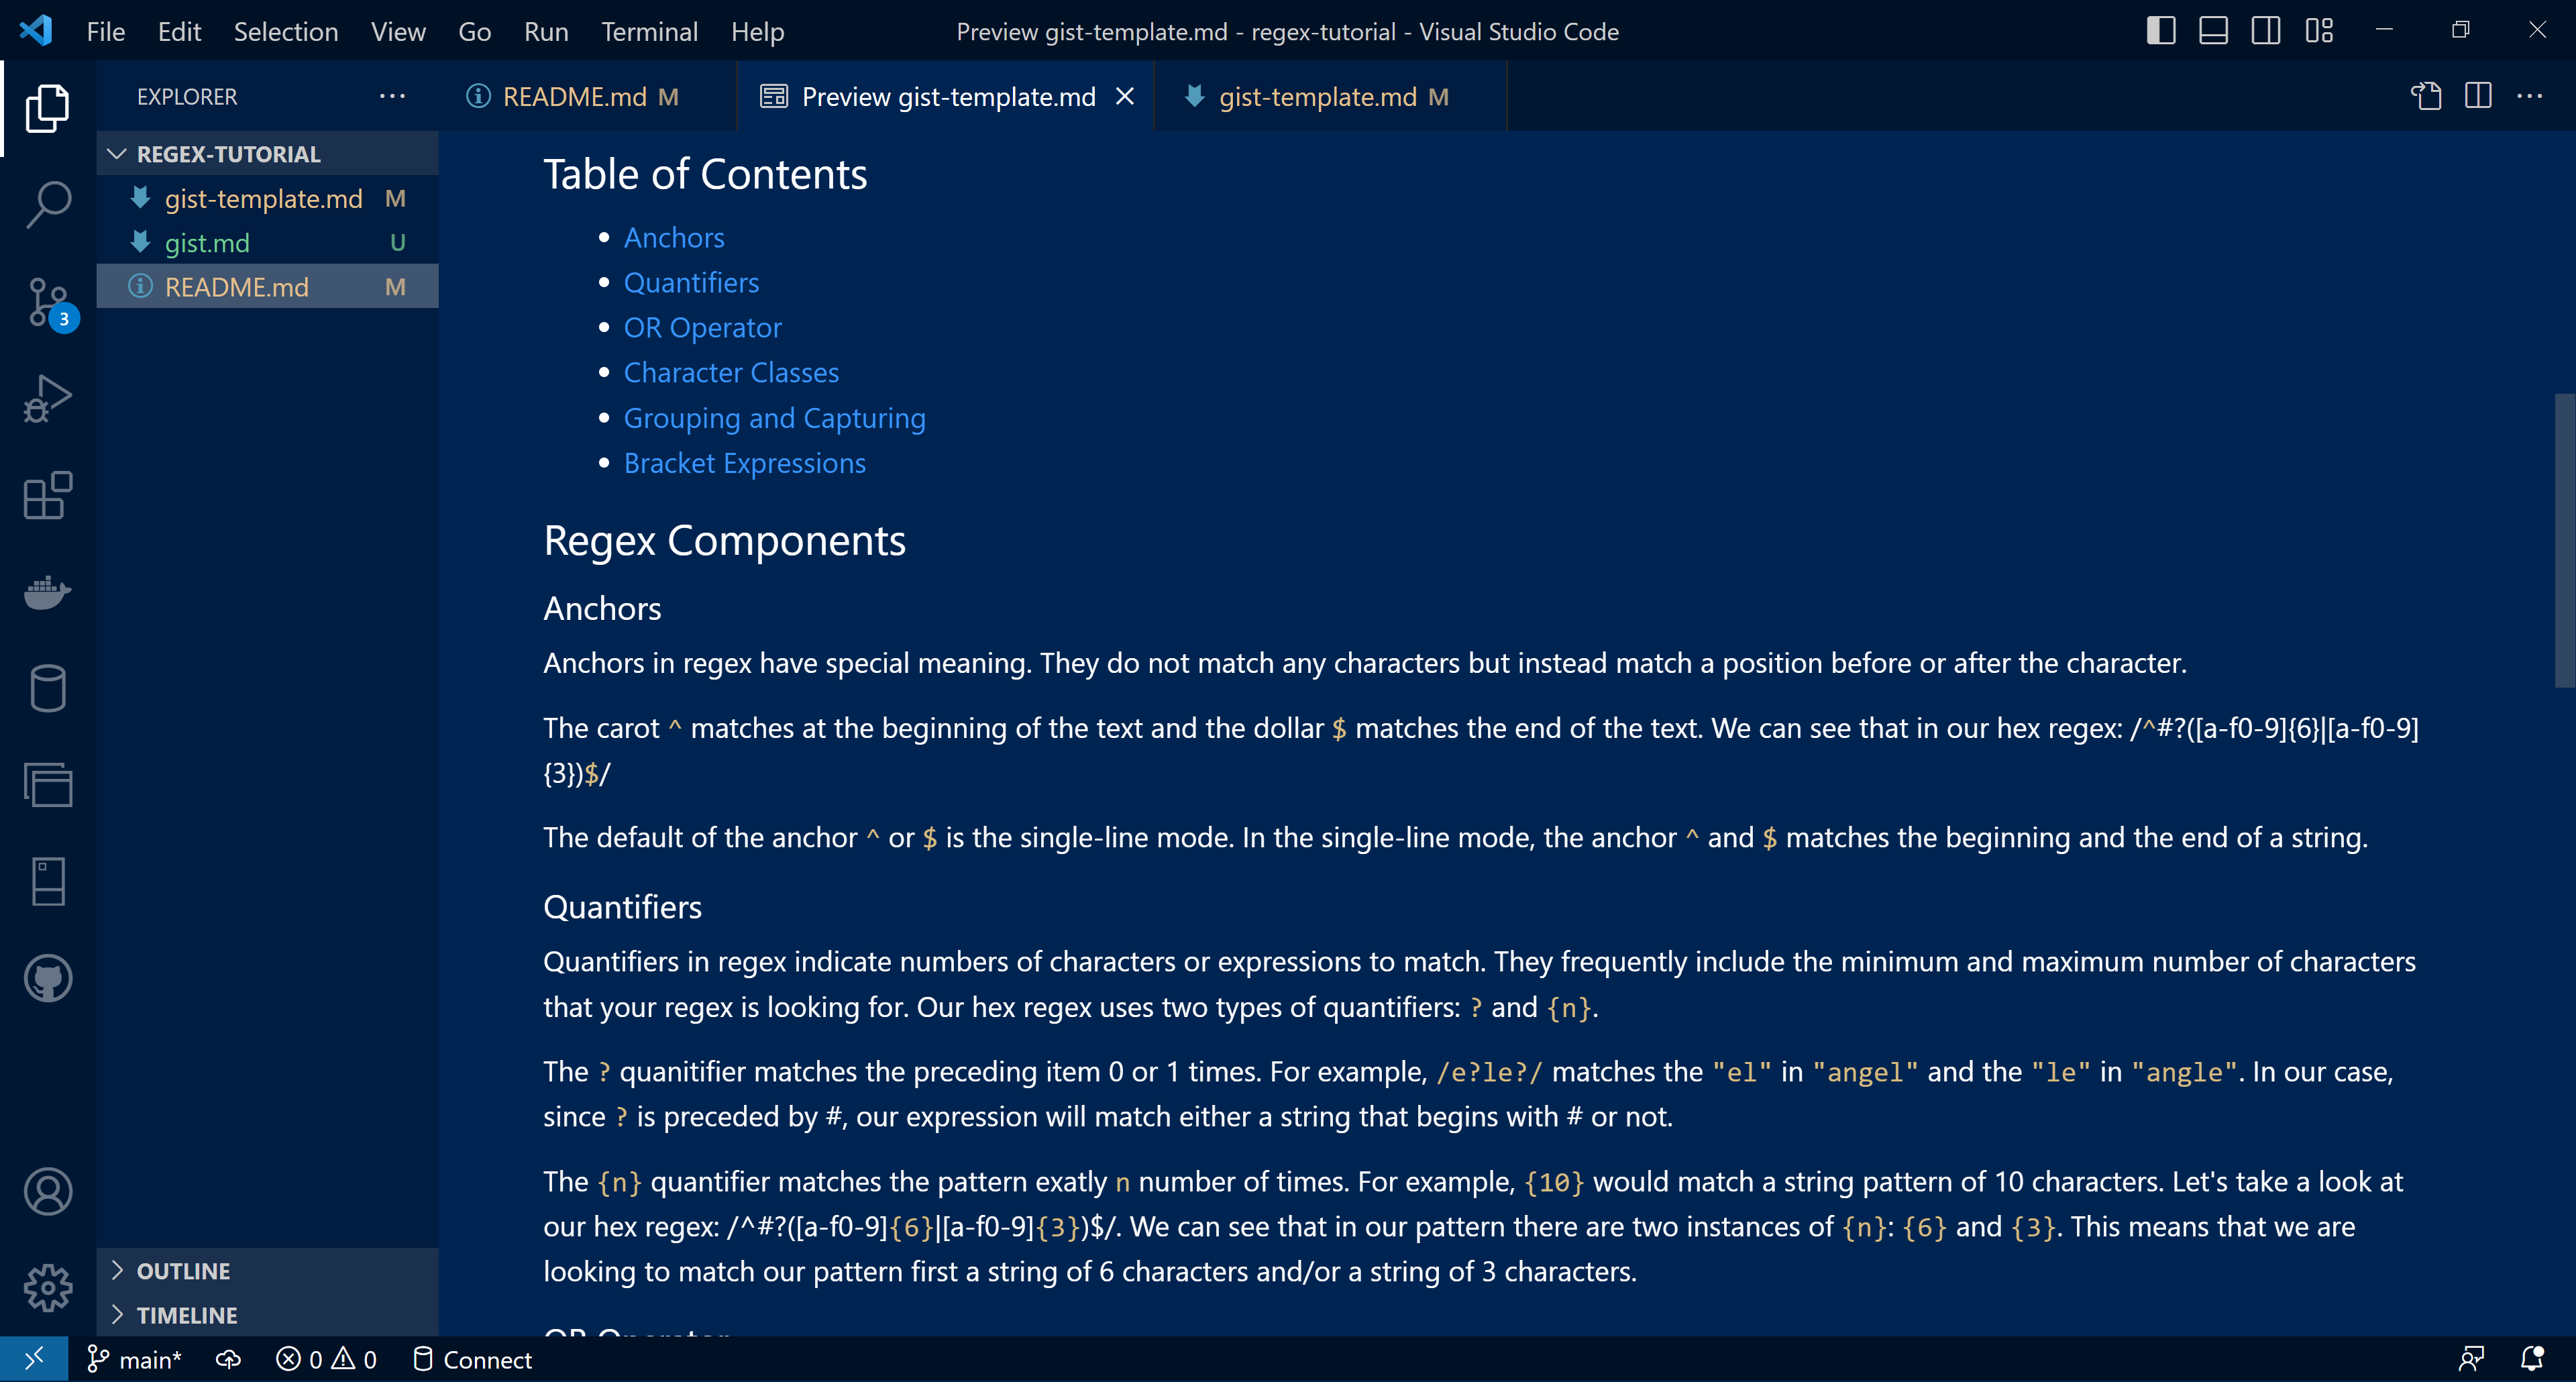 File Edit Selection View Go Run Terminal Help
Preview gist-template.md - regex-tutorial - Visual Studio Code
EXPLORER
README.md M
Preview gist-template.md
gist-template.md M
REGEX-TUTORIAL
gist-template.md M
gist.md U
README.md M
3
OUTLINE
TIMELINE
Table of Contents
Anchors
Quantifiers
OR Operator
Character Classes
Grouping and Capturing
Bracket Expressions
Regex Components
Anchors
Anchors in regex have special meaning. They do not match any characters but instead match a position before or after the character.
The carot ^ matches at the beginning of the text and the dollar $ matches the end of the text. We can see that in our hex regex: /^#?([a-f0-9]{6}|[a-f0-9]
{3})$/
The default of the anchor ^ or $ is the single-line mode. In the single-line mode, the anchor ^ and $ matches the beginning and the end of a string.
Quantifiers
Quantifiers in regex indicate numbers of characters or expressions to match. They frequently include the minimum and maximum number of characters
that your regex is looking for. Our hex regex uses two types of quantifiers: ? and {n}.
The ? quanitifier matches the preceding item 0 or 1 times. For example, /e?le?/ matches the "el" in "angel" and the "le" in "angle". In our case,
since ? is preceded by #, our expression will match either a string that begins with # or not.
The {n} quantifier matches the pattern exatly n number of times. For example, {10} would match a string pattern of 10 characters. Let's take a look at
our hex regex: /^#?([a-f0-9]{6}|[a-f0-9]{3})$/. We can see that in our pattern there are two instances of {n}: {6} and {3}. This means that we are
looking to match our pattern first a string of 6 characters and/or a string of 3 characters.
OR Operator
main* 0 0 Connect